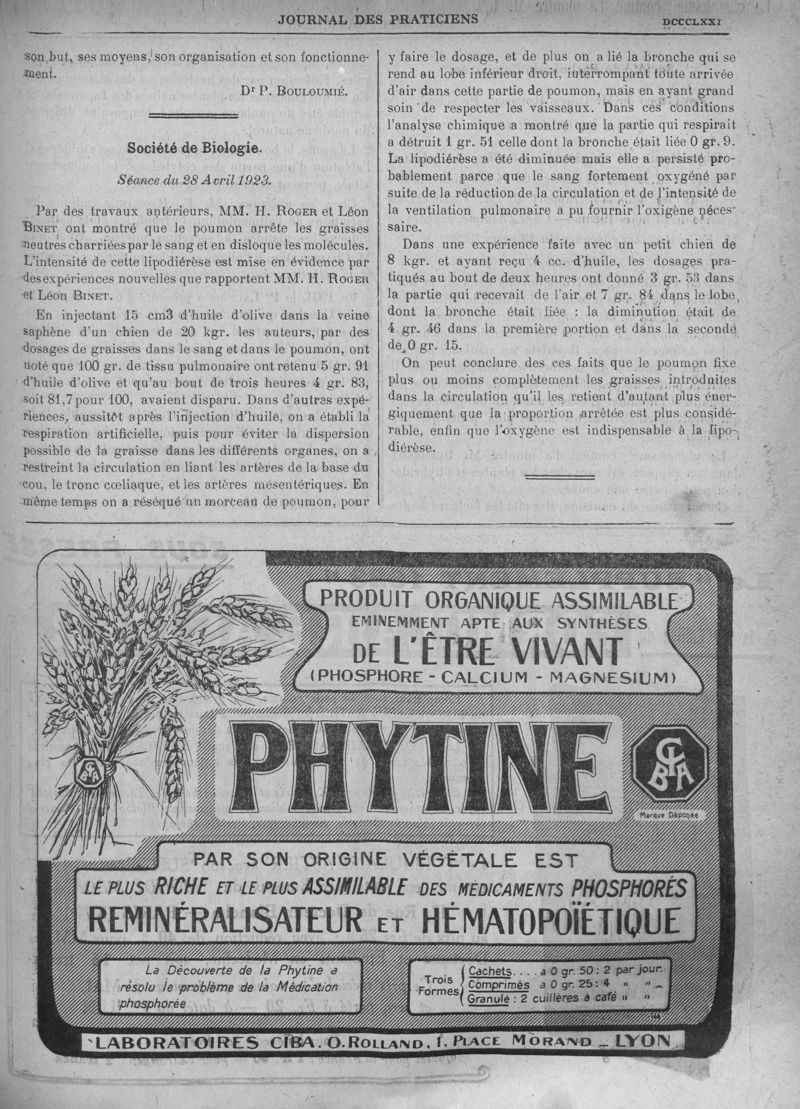 JOURNAL DES PRATICIENS
DCCCLXXI
son but, ses moyens, son organisation et son fonctionne-
ment.
Dr P. BOULOUMIÉ.
Société de Biologie.
Séance du 28 Avril 1923.
Par des travaux antérieurs, MM. H. ROGER et Léon
BINET ont montré que le poumon arrête les graisses
neutres charriées par le sang et en disloque les molécules.
L'intensité de cette lipodiérèse est mise en évidence par
des expériences nouvelles que rapportent MM. H. ROGER
et Léon BINET.
En injectant 15 cm3 d'huile d'olive dans la veine
saphène d'un chien de 20 kgr. les auteurs, par des
dosages de graisses dans le sang et dans le poumon, ont
noté que 100 gr. de tissu pulmonaire ont retenu 5 gr. 91
d'huile d'olive et qu'au bout de trois heures 4 gr. 83,
soit 81,7 pour 100, avaient disparu. Dans d'autres expé-
riences, aussitôt après l'injection d'huile, on a établi la
respiration artificielle, puis pour éviter la dispersion
possible de la graisse dans les différents organes, on a
restreint la circulation en liant les artères de la base du
cou, le tronc cœliaque, et les artères mésentériques. En
même temps on a réséqué un morceau de poumon, pour
y faire le dosage, et de plus on a lié la bronche qui se
rend au lobe inférieur droit, interrompant toute arrivée
d'air dans cette partie de poumon, mais en ayant grand
soin de respecter les vaisseaux. Dans ces conditions
l'analyse chimique a montré que la partie qui respirait
a détruit 1 gr. 51 celle dont la bronche était liée 0 gr. 9.
La lipodiérèse a été diminuée mais elle a persisté pro-
bablement parce que le sang fortement oxygéné par
suite de la réduction de la circulation et de l'intensité de
la ventilation pulmonaire a pu fournir l'oxigène néces-
saire.
Dans une expérience faite avec un petit chien de
8 kgr. et ayant reçu 4 cc. d'huile, les dosages pra-
tiqués au bout de deux heures ont donné 3 gr. 53 dans
la partie qui recevait de l'air et 7 gr. 84 dans le lobe
dont la bronche était liée : la diminution était de
4 gr. 46 dans la première portion et dans la seconde
de 0 gr. 15.
On peut conclure des ces faits que le poumon fixe
plus ou moins complètement les graisses introduites
dans la circulation qu'il les retient d'autant plus éner-
giquement que la proportion arrêtée est plus considé-
rable, enfin que l'oxygène est indispensable à la lipo-
diérèse.
PRODUIT ORGANIQUE ASSIMILABLE
EMINEMMENT APTE AUX SYNTHÈSES
DE L'ÊTRE VIVANT
(PHOSPHORE - CALCIUM - MAGNESIUM)
PHYTINE
CIBA
Marque Déposée
PAR SON ORIGINE VÉGÉTALE EST
LE PLUS RICHE ET LE PLUS ASSIMILABLE DES MÉDICAMENTS PHOSPHORÉS
REMINÉRALISATEUR ET HÉMATOPOÏÉTIQUE
La Découverte de la Phytine a
résolu le problème de la Médication
phosphorée
Trois Formes
Cachets.... à 0 gr. 50 : 2 par jour.
Comprimés à 0 gr. 25 : 4 " "
Granulé : 2 cuillères à café " "
LABORATOIRES CIBA. O. ROLLAND, 1. PLACE MORAND _ LYON